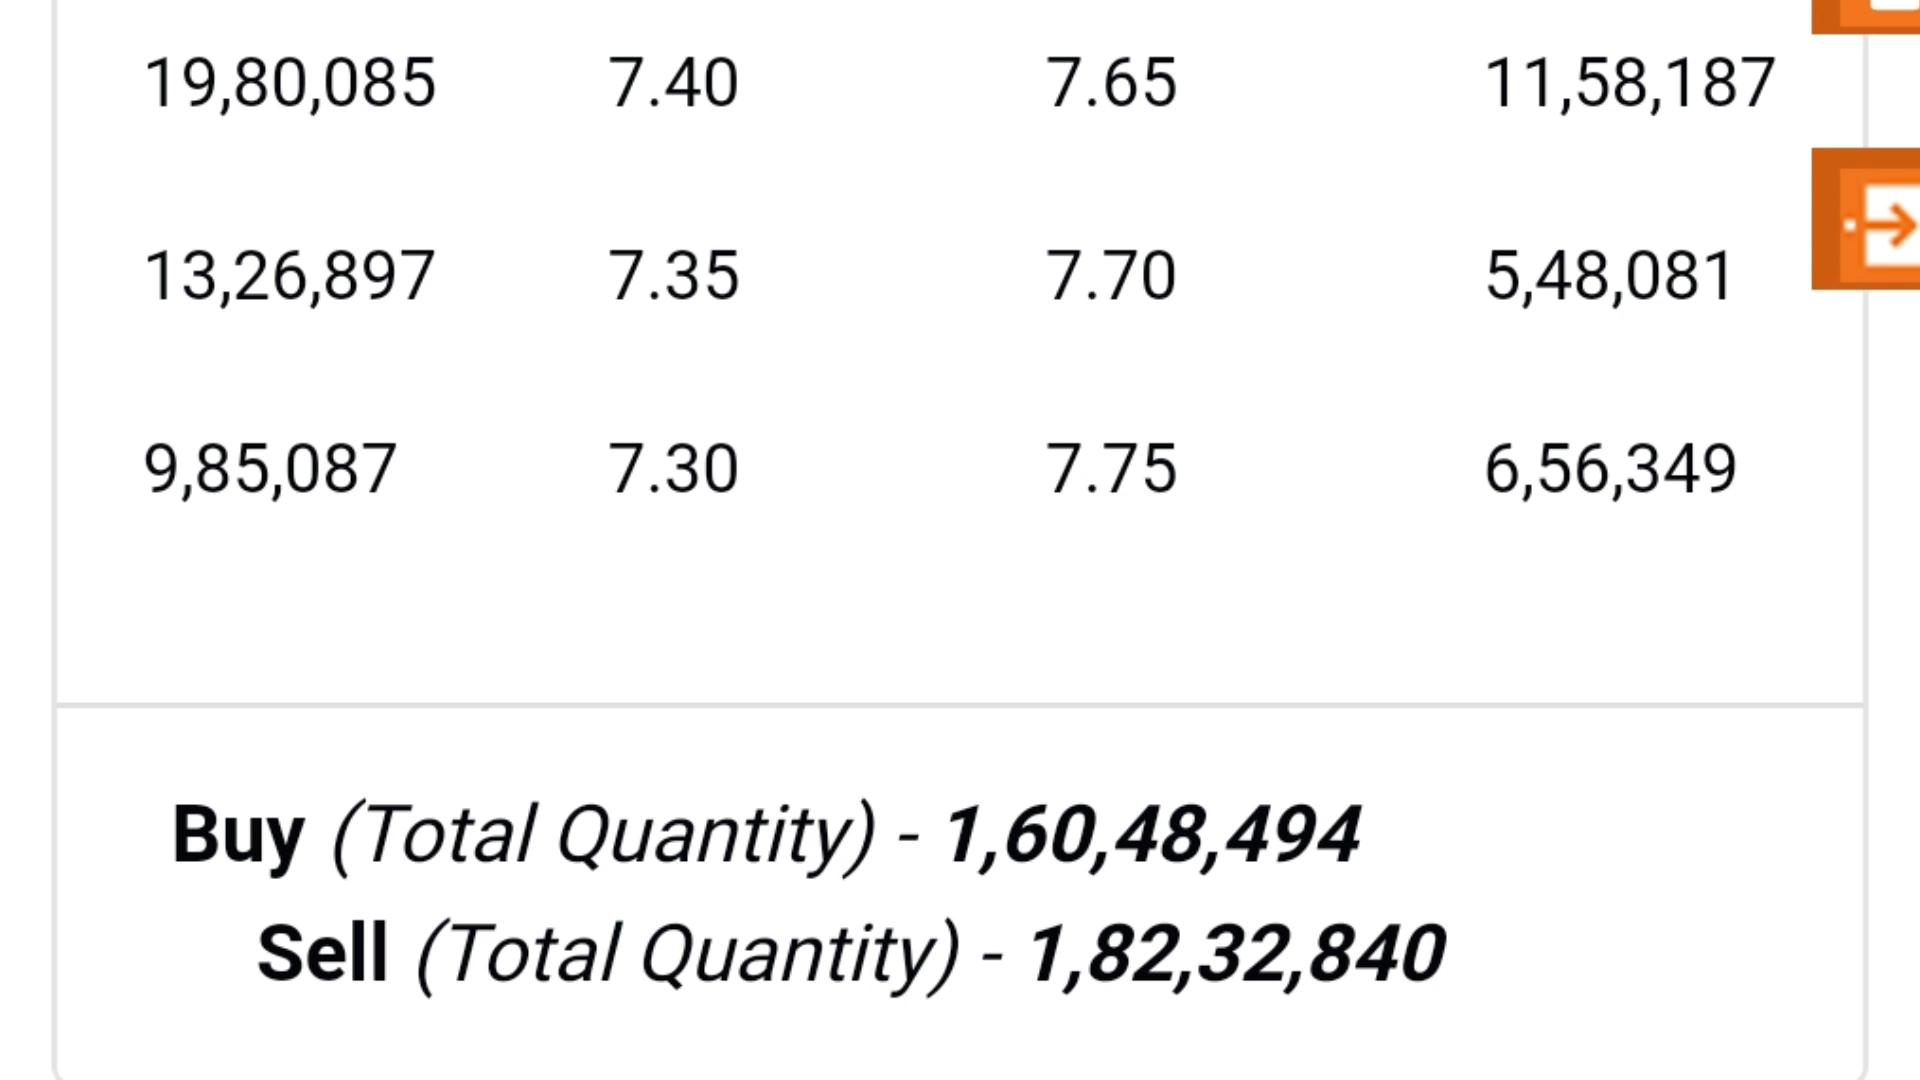 19,80,085 7.40 7.65 11,58,187
13,26,897 7.35 7.70 5,48,081
9,85,087 7.30 7.75 6,56,349
Buy (Total Quantity) - 1,60,48,494
Sell (Total Quantity) - 1,82,32,840